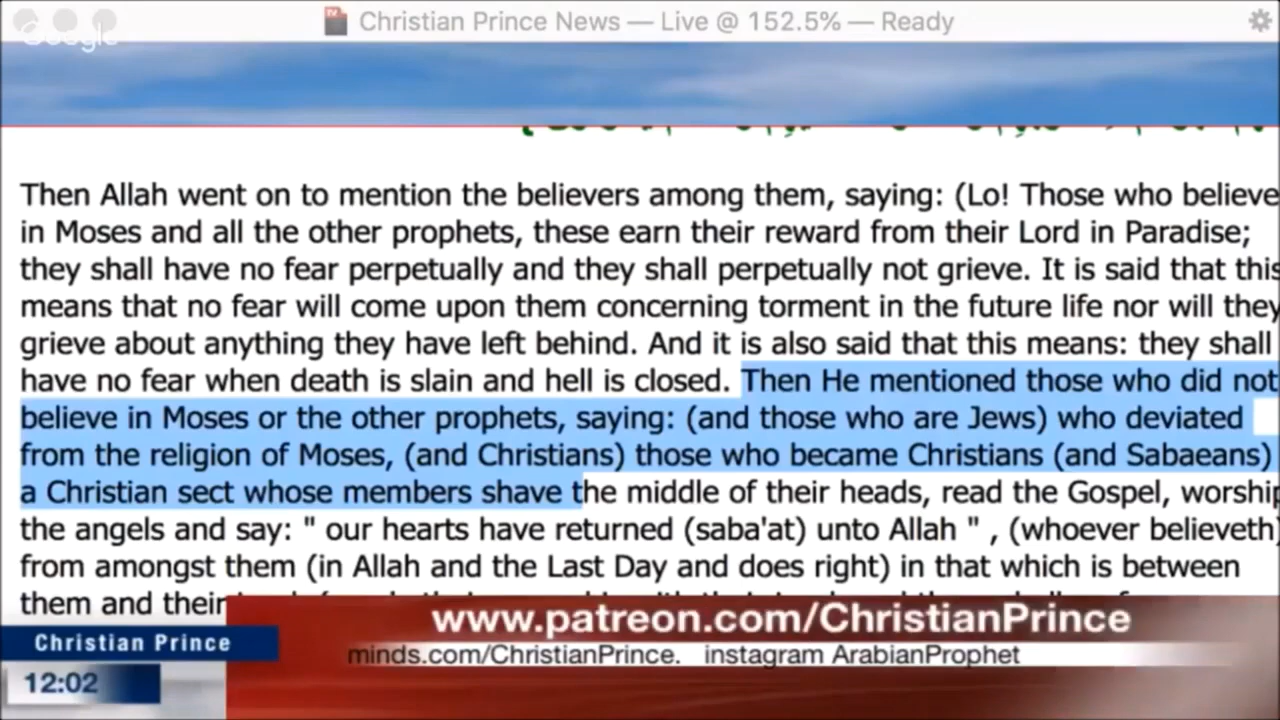 Christian Prince News — Live @ 152.5% — Ready
Google
Then Allah went on to mention the believers among them, saying: (Lo! Those who believe
in Moses and all the other prophets, these earn their reward from their Lord in Paradise;
they shall have no fear perpetually and they shall perpetually not grieve. It is said that this
means that no fear will come upon them concerning torment in the future life nor will they
grieve about anything they have left behind. And it is also said that this means: they shall
have no fear when death is slain and hell is closed. Then He mentioned those who did not
believe in Moses or the other prophets, saying: (and those who are Jews) who deviated
from the religion of Moses, (and Christians) those who became Christians (and Sabaeans)
a Christian sect whose members shave the middle of their heads, read the Gospel, worship
the angels and say: " our hearts have returned (saba'at) unto Allah " , (whoever believeth)
from amongst them (in Allah and the Last Day and does right) in that which is between
them and their
www.patreon.com/ChristianPrince
Christian Prince
minds.com/ChristianPrince. instagram ArabianProphet
12:02